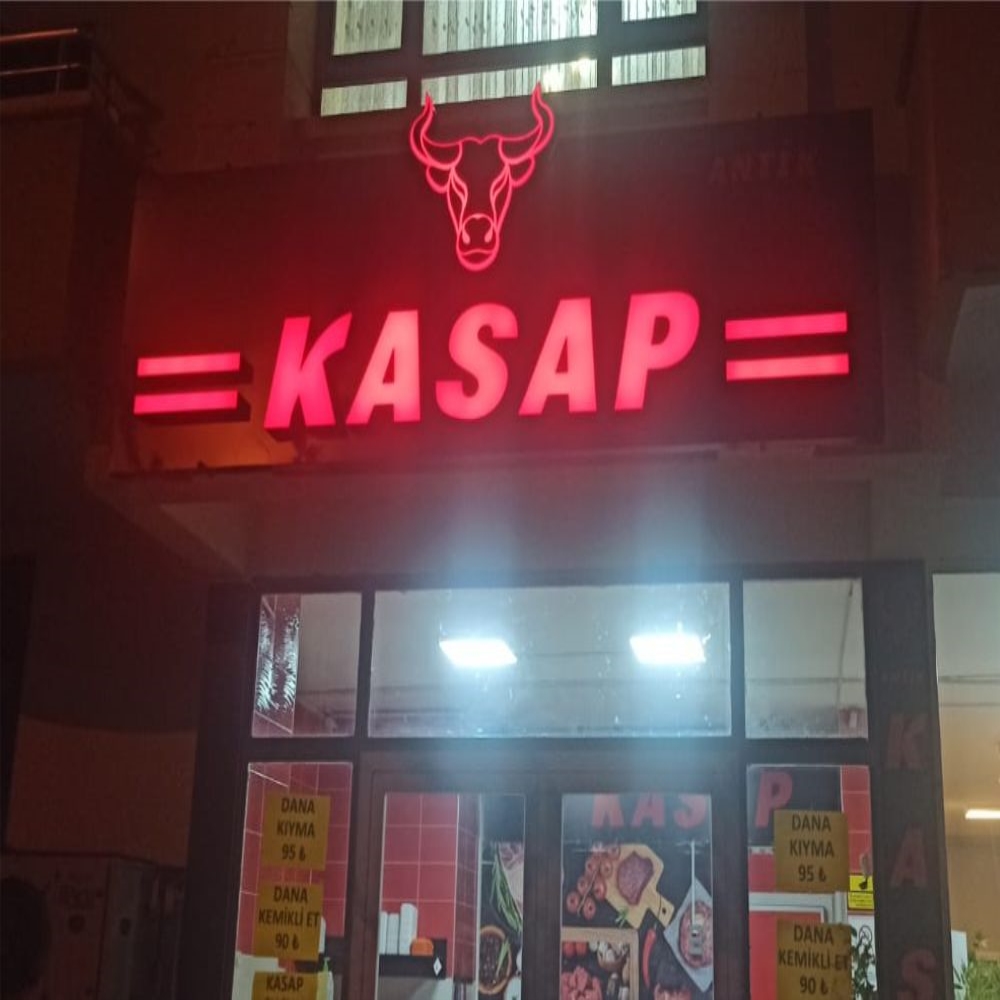 ANTİK
KASAP
KASAP
DANA
KIYMA
95 ₺
DANA
KEMİKLİ ET
90 ₺
KASAP
DANA
KIYMA
95 ₺
DANA
KEMİKLİ ET
90 ₺
K
A
S